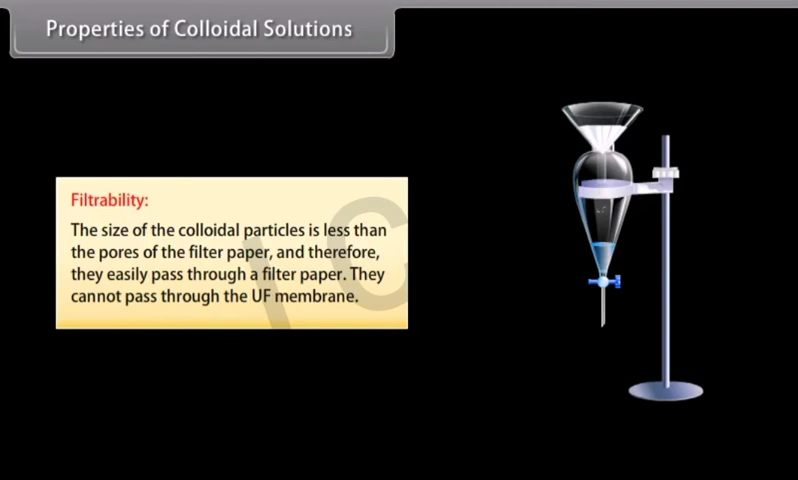 Properties of Colloidal Solutions
Filtrability:
The size of the colloidal particles is less than
the pores of the filter paper, and therefore,
they easily pass through a filter paper. They
cannot pass through the UF membrane.
I C